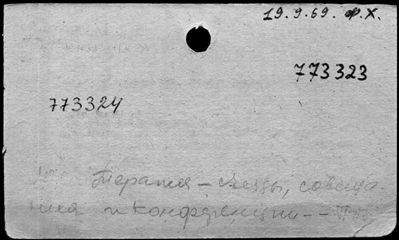 19.9.69. Ф.Х.
773323
773324
Терапия – съезды, совеща-
ния и конференции --